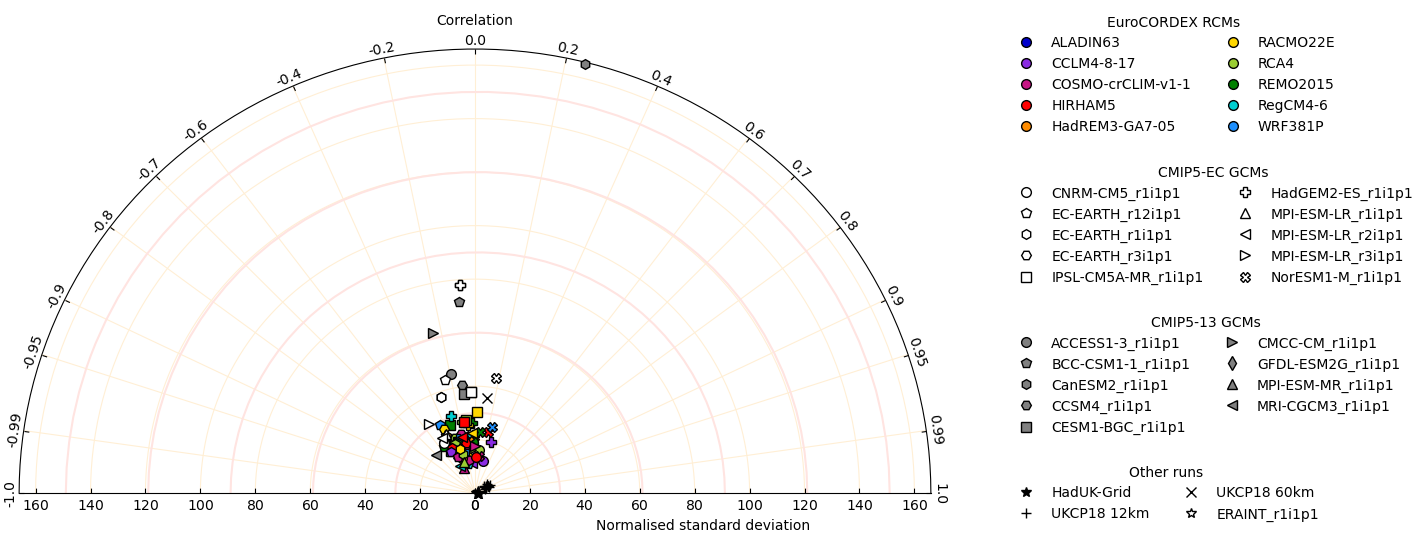 Correlation
0.0
-0.2
0.2
-0.4
0.4
-0.6
0.6
-0.7
0.7
-0.8
0.8
-0.9
0.9
-0.95
0.95
-0.99
0.99
-1.0
1.0
160 140 120 100 80 60 40 20 0 20 40 60 80 100 120 140 160
Normalised standard deviation
EuroCORDEX RCMs
ALADIN63 RACMO22E
CCLM4-8-17 RCA4
COSMO-crCLIM-v1-1 REMO2015
HIRHAM5 RegCM4-6
HadREM3-GA7-05 WRF381P
CMIP5-EC GCMs
CNRM-CM5_r1i1p1 HadGEM2-ES_r1i1p1
EC-EARTH_r12i1p1 MPI-ESM-LR_r1i1p1
EC-EARTH_r1i1p1 MPI-ESM-LR_r2i1p1
EC-EARTH_r3i1p1 MPI-ESM-LR_r3i1p1
IPSL-CM5A-MR_r1i1p1 NorESM1-M_r1i1p1
CMIP5-13 GCMs
ACCESS1-3_r1i1p1 CMCC-CM_r1i1p1
BCC-CSM1-1_r1i1p1 GFDL-ESM2G_r1i1p1
CanESM2_r1i1p1 MPI-ESM-MR_r1i1p1
CCSM4_r1i1p1 MRI-CGCM3_r1i1p1
CESM1-BGC_r1i1p1
Other runs
HadUK-Grid UKCP18 60km
UKCP18 12km ERAINT_r1i1p1